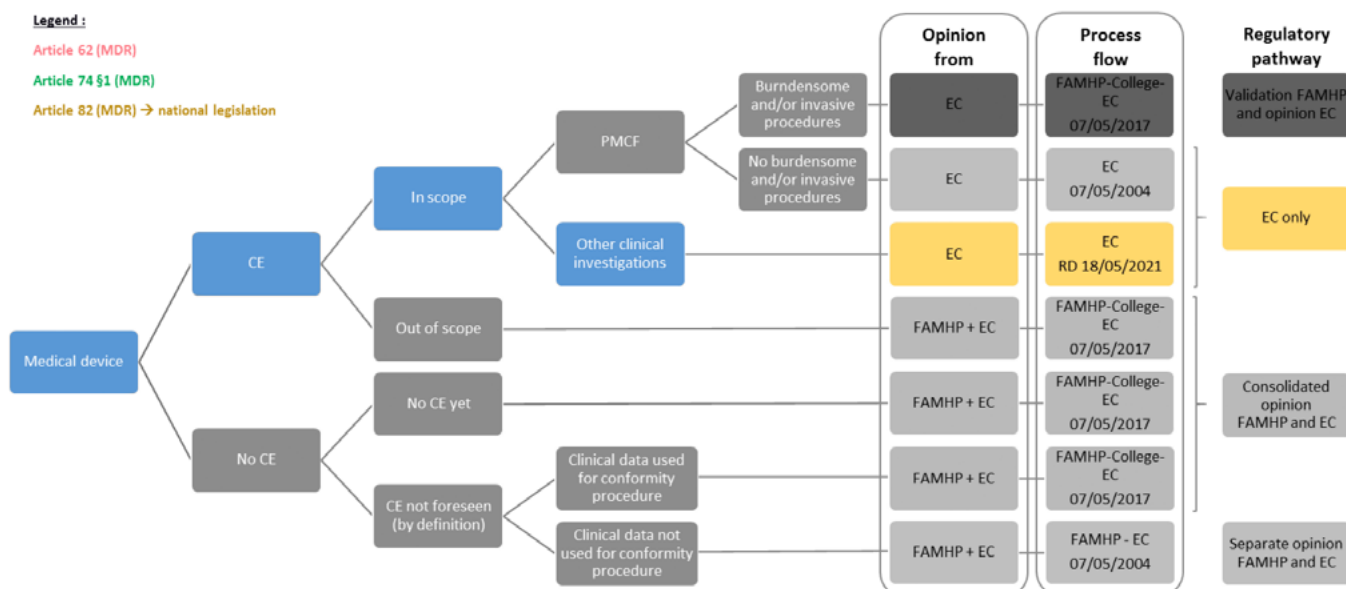 Legend :
Article 62 (MDR)
Article 74 §1 (MDR)
Article 82 (MDR) → national legislation
Opinion
from
Process
flow
Regulatory
pathway
Burndensome
and/or invasive
procedures
EC
FAMHP-College-
EC
07/05/2017
Validation FAMHP
and opinion EC
PMCF
No burdensome
and/or invasive
procedures
EC
EC
07/05/2004
In scope
EC only
Other clinical
investigations
EC
EC
RD 18/05/2021
CE
Out of scope
FAMHP + EC
FAMHP-College-
EC
07/05/2017
Medical device
No CE yet
FAMHP + EC
FAMHP-College-
EC
07/05/2017
Consolidated
opinion
FAMHP and EC
No CE
Clinical data used
for conformity
procedure
FAMHP + EC
FAMHP-College-
EC
07/05/2017
CE not foreseen
(by definition)
Clinical data not
used for conformity
procedure
FAMHP + EC
FAMHP - EC
07/05/2004
Separate opinion
FAMHP and EC